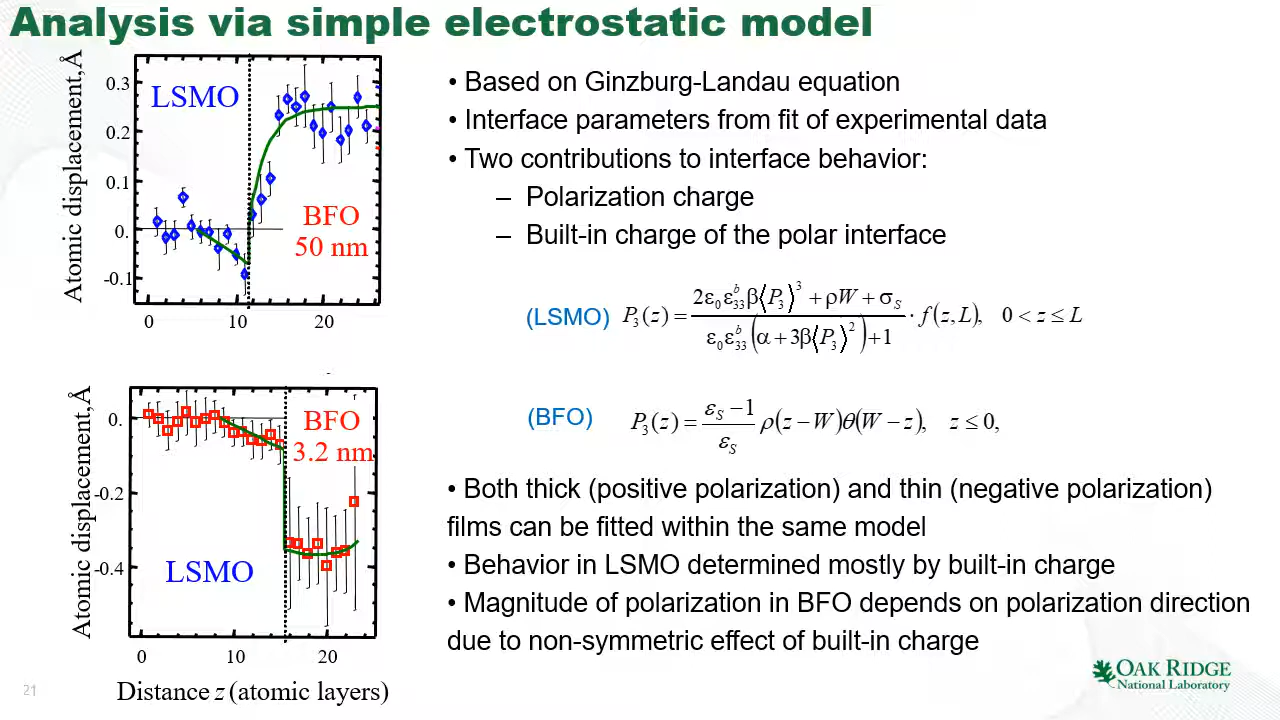 Analysis via simple electrostatic model
Atomic displacement,Å
0.3
0.2
0.1
0.
-0.1
LSMO
BFO
50 nm
0 10 20
Atomic displacement,Å
0.
-0.2
-0.4
BFO
3.2 nm
LSMO
0 10 20
Distance z (atomic layers)
• Based on Ginzburg-Landau equation
• Interface parameters from fit of experimental data
• Two contributions to interface behavior:
– Polarization charge
– Built-in charge of the polar interface
(LSMO) P₃(z) = (2ε₀ε₃₃ᵇβ⟨P₃⟩³ + ρW + σ_S) / (ε₀ε₃₃ᵇ(α + 3β⟨P₃⟩²) + 1) · f(z, L), 0 < z ≤ L
(BFO) P₃(z) = (ε_S − 1) / ε_S ρ(z − W)θ(W − z), z ≤ 0,
• Both thick (positive polarization) and thin (negative polarization)
films can be fitted within the same model
• Behavior in LSMO determined mostly by built-in charge
• Magnitude of polarization in BFO depends on polarization direction
due to non-symmetric effect of built-in charge
21
OAK RIDGE
National Laboratory